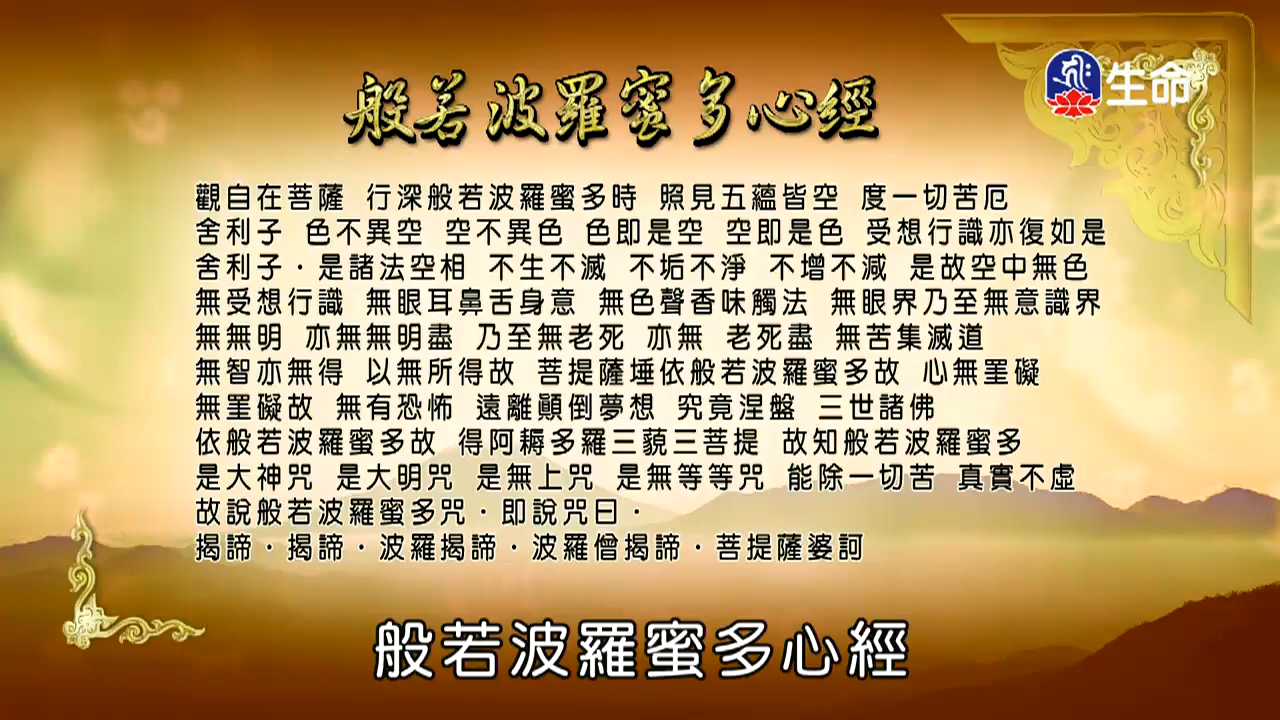 般若波羅蜜多心經
生命
觀自在菩薩 行深般若波羅蜜多時 照見五蘊皆空 度一切苦厄
舍利子 色不異空 空不異色 色即是空 空即是色 受想行識亦復如是
舍利子．是諸法空相 不生不滅 不垢不淨 不增不減 是故空中無色
無受想行識 無眼耳鼻舌身意 無色聲香味觸法 無眼界乃至無意識界
無無明 亦無無明盡 乃至無老死 亦無 老死盡 無苦集滅道
無智亦無得 以無所得故 菩提薩埵依般若波羅蜜多故 心無罣礙
無罣礙故 無有恐怖 遠離顚倒夢想 究竟涅盤 三世諸佛
依般若波羅蜜多故 得阿耨多羅三藐三菩提 故知般若波羅蜜多
是大神咒 是大明咒 是無上咒 是無等等咒 能除一切苦 真實不虛
故說般若波羅蜜多咒．即說咒曰．
揭諦．揭諦．波羅揭諦．波羅僧揭諦．菩提薩婆訶
般若波羅蜜多心經